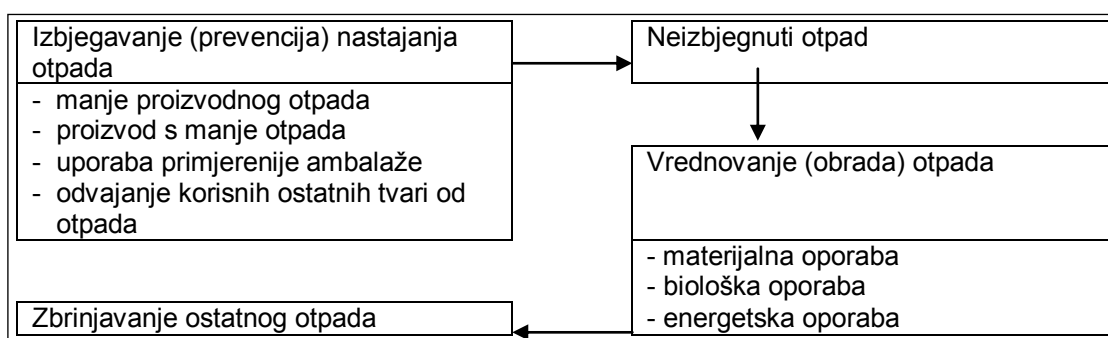 Izbjegavanje (prevencija) nastajanja
otpada
- manje proizvodnog otpada
- proizvod s manje otpada
- uporaba primjerenije ambalaže
- odvajanje korisnih ostatnih tvari od
otpada
Neizbjegnuti otpad
Vrednovanje (obrada) otpada
- materijalna oporaba
- biološka oporaba
- energetska oporaba
Zbrinjavanje ostatnog otpada